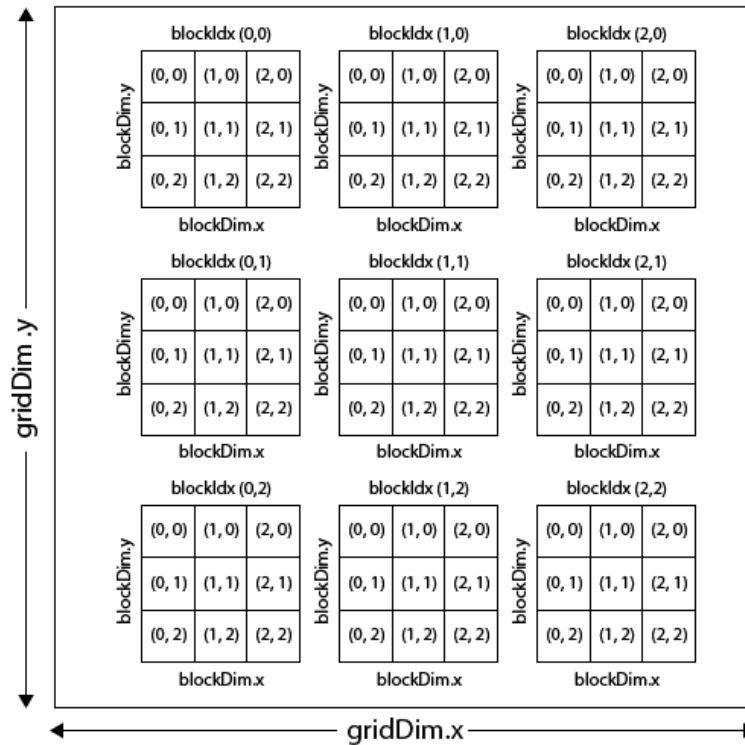 blockIdx (0,0) blockIdx (1,0) blockIdx (2,0)
blockDim.y (0, 0) (1, 0) (2, 0) blockDim.y (0, 0) (1, 0) (2, 0) blockDim.y (0, 0) (1, 0) (2, 0)
(0, 1) (1, 1) (2, 1) (0, 1) (1, 1) (2, 1) (0, 1) (1, 1) (2, 1)
(0, 2) (1, 2) (2, 2) (0, 2) (1, 2) (2, 2) (0, 2) (1, 2) (2, 2)
blockDim.x blockDim.x blockDim.x
blockIdx (0,1) blockIdx (1,1) blockIdx (2,1)
gridDim .y
blockDim.y (0, 0) (1, 0) (2, 0) blockDim.y (0, 0) (1, 0) (2, 0) blockDim.y (0, 0) (1, 0) (2, 0)
(0, 1) (1, 1) (2, 1) (0, 1) (1, 1) (2, 1) (0, 1) (1, 1) (2, 1)
(0, 2) (1, 2) (2, 2) (0, 2) (1, 2) (2, 2) (0, 2) (1, 2) (2, 2)
blockDim.x blockDim.x blockDim.x
blockIdx (0,2) blockIdx (1,2) blockIdx (2,2)
blockDim.y (0, 0) (1, 0) (2, 0) blockDim.y (0, 0) (1, 0) (2, 0) blockDim.y (0, 0) (1, 0) (2, 0)
(0, 1) (1, 1) (2, 1) (0, 1) (1, 1) (2, 1) (0, 1) (1, 1) (2, 1)
(0, 2) (1, 2) (2, 2) (0, 2) (1, 2) (2, 2) (0, 2) (1, 2) (2, 2)
blockDim.x blockDim.x blockDim.x
gridDim.x